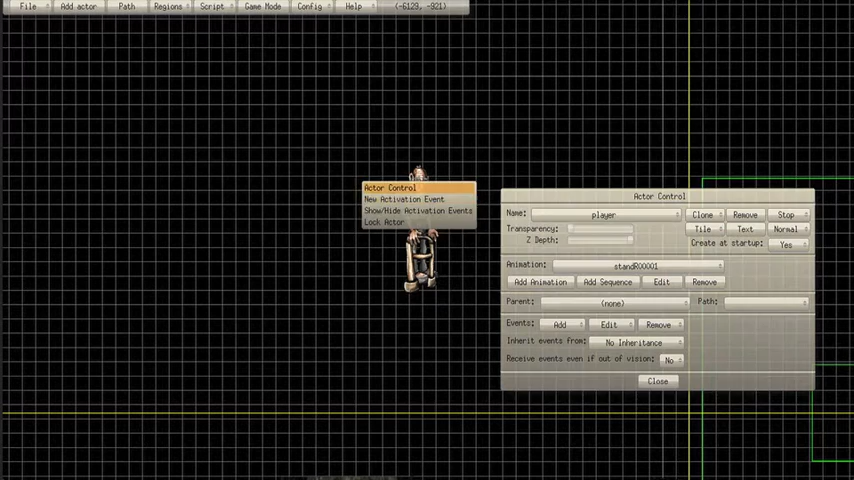 File Add actor Path Regions Script Game Mode Config Help (-6129, -921)
Actor Control
New Activation Event
Show/Hide Activation Events
Lock Actor
Actor Control
Name: player Clone Remove Stop
Transparency: Tile Text Normal
Z Depth: Create at startup: Yes
Animation: standR00001
Add Animation Add Sequence Edit Remove
Parent: (none) Path:
Events: Add Edit Remove
Inherit events from: No Inheritance
Receive events even if out of vision: No
Close